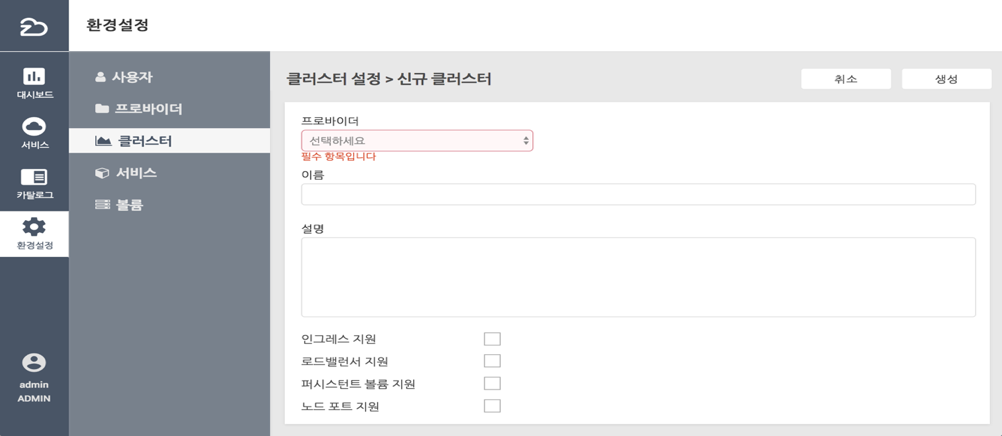 환경설정
대시보드
서비스
카탈로그
환경설정
admin
ADMIN
사용자
프로바이더
클러스터
서비스
볼륨
클러스터 설정 > 신규 클러스터
취소
생성
프로바이더
선택하세요
필수 항목입니다
이름
설명
인그레스 지원
로드밸런서 지원
퍼시스턴트 볼륨 지원
노드 포트 지원